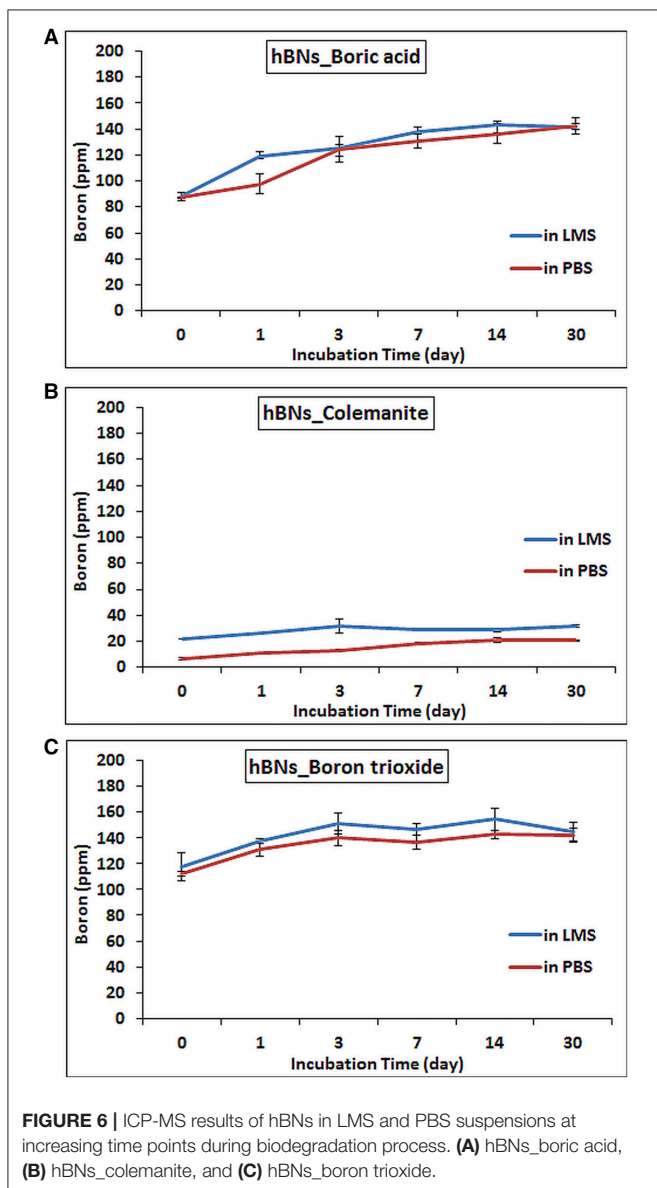 A
hBNs_Boric acid
200
180
160
140
120
100
80
60
40
20
0
Boron (ppm)
in LMS
in PBS
0 1 3 7 14 30
Incubation Time (day)
B
hBNs_Colemanite
200
180
160
140
120
100
80
60
40
20
0
Boron (ppm)
in LMS
in PBS
0 1 3 7 14 30
Incubation Time (day)
C
hBNs_Boron trioxide
200
180
160
140
120
100
80
60
40
20
0
Boron (ppm)
in LMS
in PBS
0 1 3 7 14 30
Incubation Time (day)
FIGURE 6 | ICP-MS results of hBNs in LMS and PBS suspensions at
increasing time points during biodegradation process. (A) hBNs_boric acid,
(B) hBNs_colemanite, and (C) hBNs_boron trioxide.